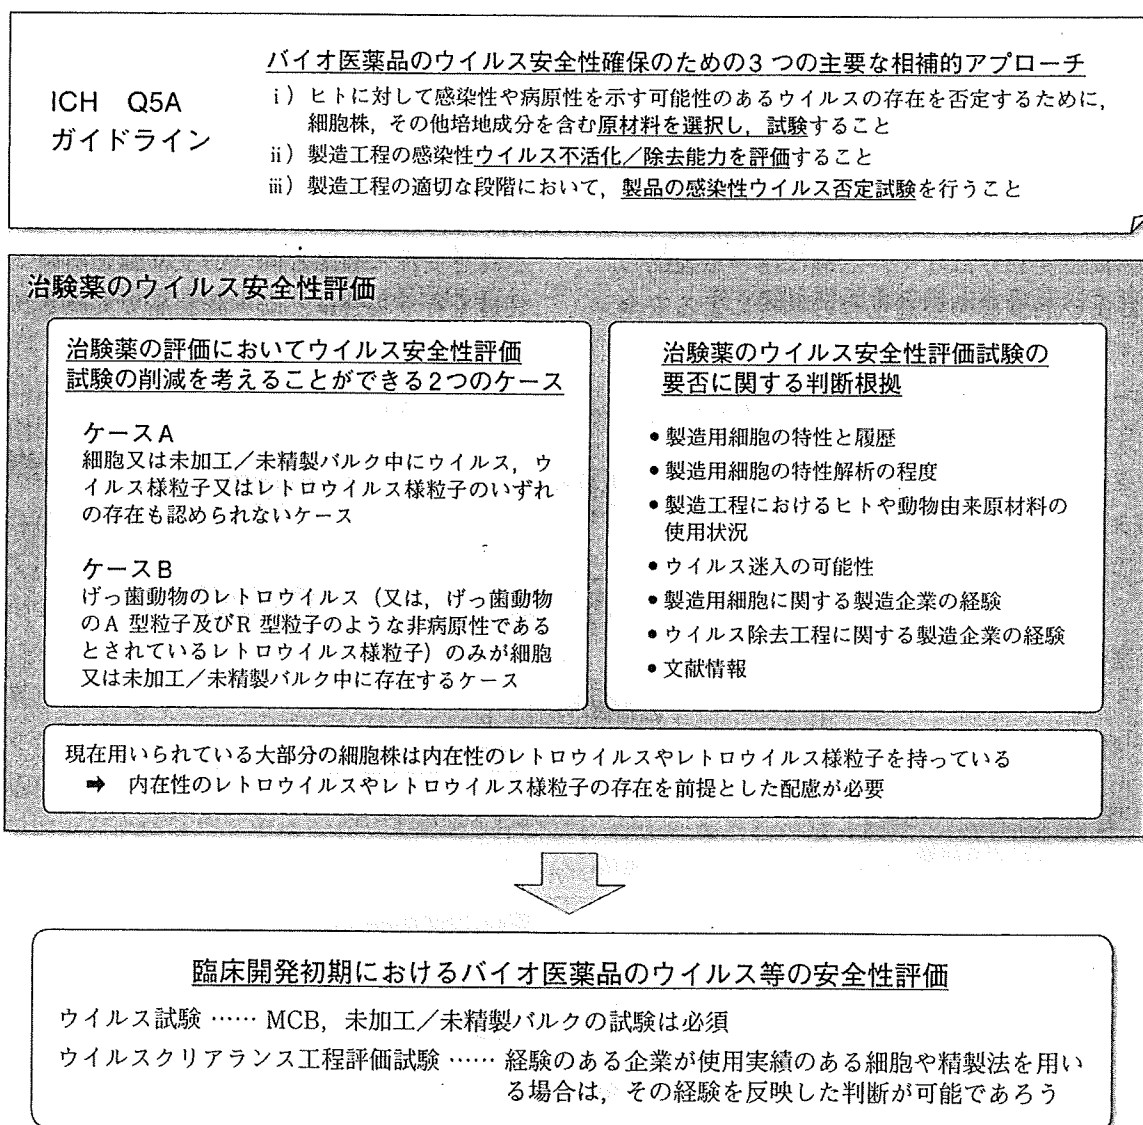 ICH Q5A
ガイドライン
バイオ医薬品のウイルス安全性確保のための3 つの主要な相補的アプローチ
ⅰ）ヒトに対して感染性や病原性を示す可能性のあるウイルスの存在を否定するために，
細胞株，その他培地成分を含む原材料を選択し，試験すること
ⅱ）製造工程の感染性ウイルス不活化／除去能力を評価すること
ⅲ）製造工程の適切な段階において，製品の感染性ウイルス否定試験を行うこと
治験薬のウイルス安全性評価
治験薬の評価においてウイルス安全性評価
試験の削減を考えることができる2つのケース
ケースA
細胞又は未加工／未精製バルク中にウイルス，ウ
イルス様粒子又はレトロウイルス様粒子のいずれ
の存在も認められないケース
ケースB
げっ歯動物のレトロウイルス（又は，げっ歯動物
のA 型粒子及びR 型粒子のような非病原性である
とされているレトロウイルス様粒子）のみが細胞
又は未加工／未精製バルク中に存在するケース
治験薬のウイルス安全性評価試験の
要否に関する判断根拠
● 製造用細胞の特性と履歴
● 製造用細胞の特性解析の程度
● 製造工程におけるヒトや動物由来原材料の
使用状況
● ウイルス迷入の可能性
● 製造用細胞に関する製造企業の経験
● ウイルス除去工程に関する製造企業の経験
● 文献情報
現在用いられている大部分の細胞株は内在性のレトロウイルスやレトロウイルス様粒子を持っている
➡ 内在性のレトロウイルスやレトロウイルス様粒子の存在を前提とした配慮が必要
臨床開発初期におけるバイオ医薬品のウイルス等の安全性評価
ウイルス試験 …… MCB，未加工／未精製バルクの試験は必須
ウイルスクリアランス工程評価試験 …… 経験のある企業が使用実績のある細胞や精製法を用い
る場合は，その経験を反映した判断が可能であろう